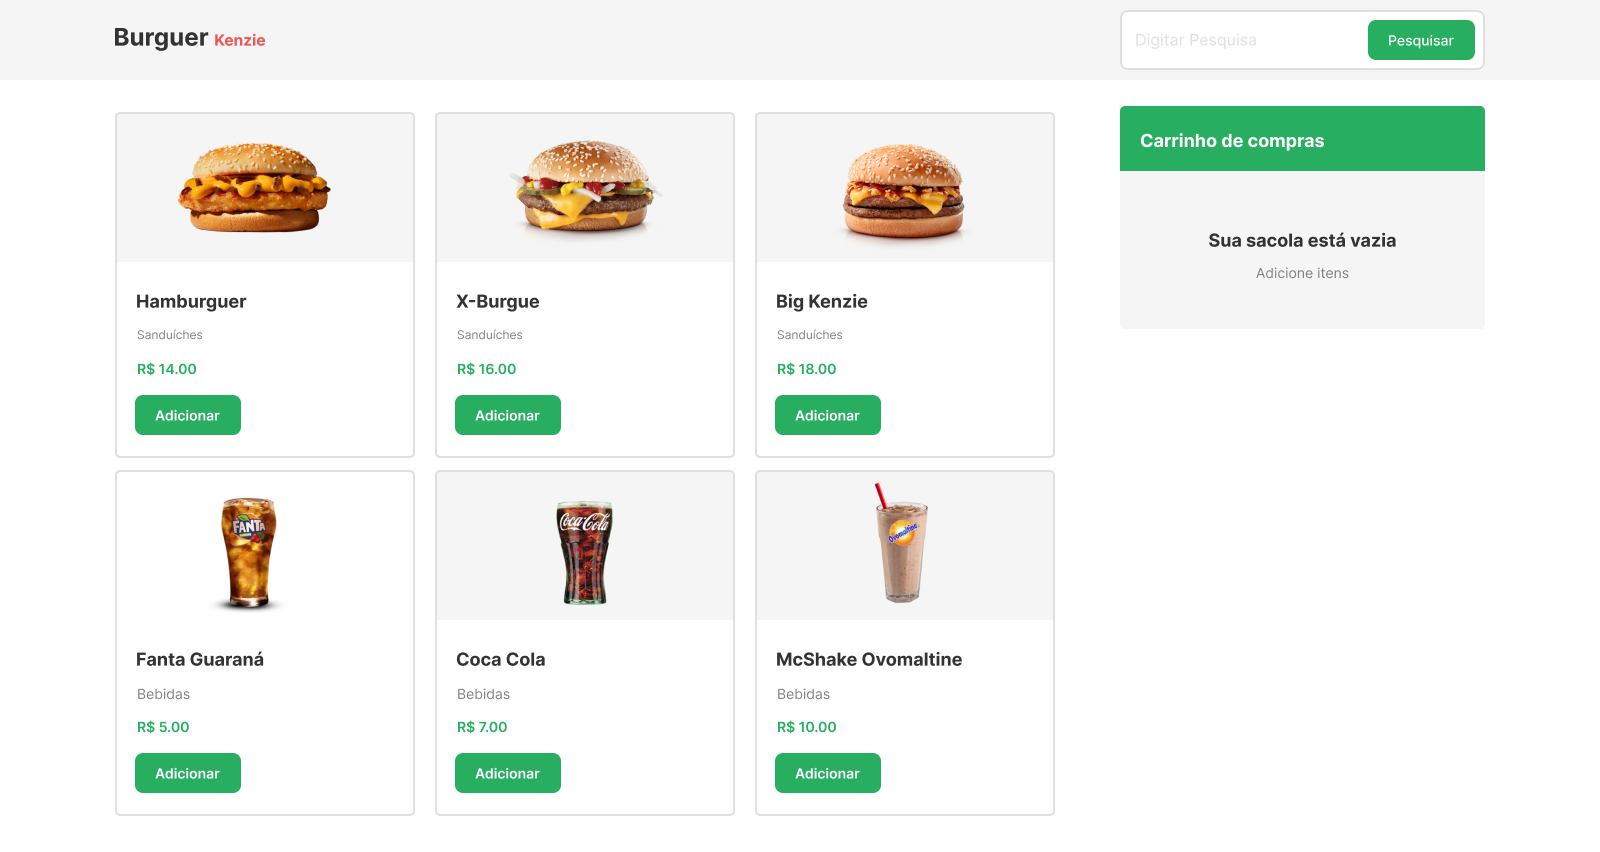 Burguer Kenzie
Digitar Pesquisa
Pesquisar
Carrinho de compras
Sua sacola está vazia
Adicione itens
Hamburguer
Sanduíches
R$ 14.00
Adicionar
X-Burgue
Sanduíches
R$ 16.00
Adicionar
Big Kenzie
Sanduíches
R$ 18.00
Adicionar
FANTA
Fanta Guaraná
Bebidas
R$ 5.00
Adicionar
Coca-Cola
Coca Cola
Bebidas
R$ 7.00
Adicionar
Ovomaltine
McShake Ovomaltine
Bebidas
R$ 10.00
Adicionar